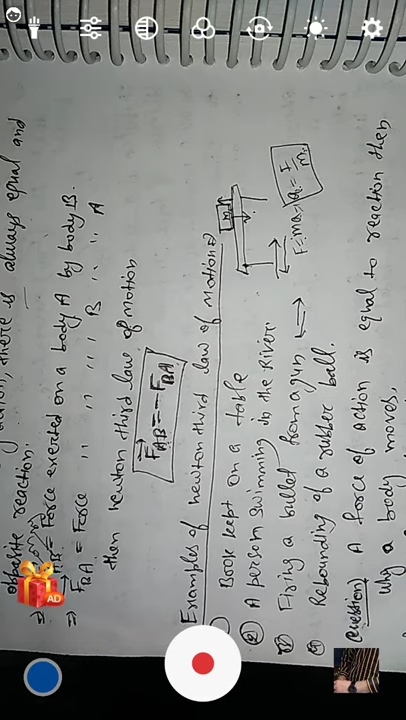 action, there is always equal and
opposite reaction.
⇒ F_AB = Force exerted on a body A by body B.
⇒ F_BA = Force " " " " B " " " A
then newton third law of motion
F_AB = -F_BA
Examples of newton third law of motion
① Book kept on a table
② A person swimming in the river.
③ Firing a bullet from a gun
F = ma, a = F/m
④ Rebounding of a rubber ball.
(Question) A force of action is equal to reaction then,
why a body moves.
AD